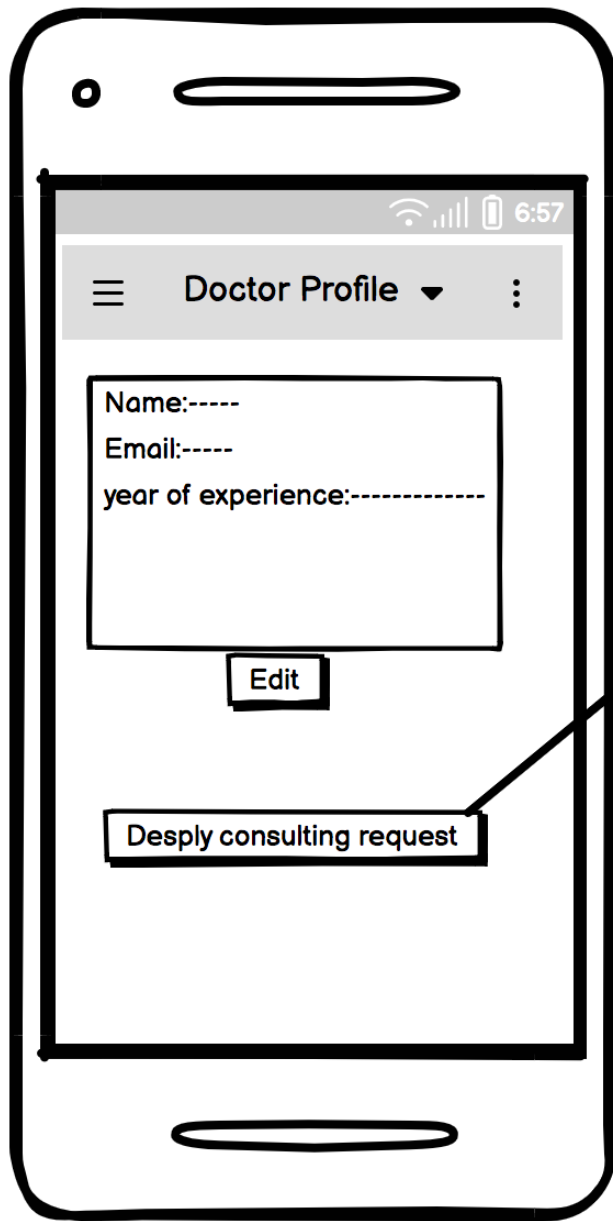 6:57
Doctor Profile
Name:-----
Email:-----
year of experience:-------------
Edit
Desply consulting request